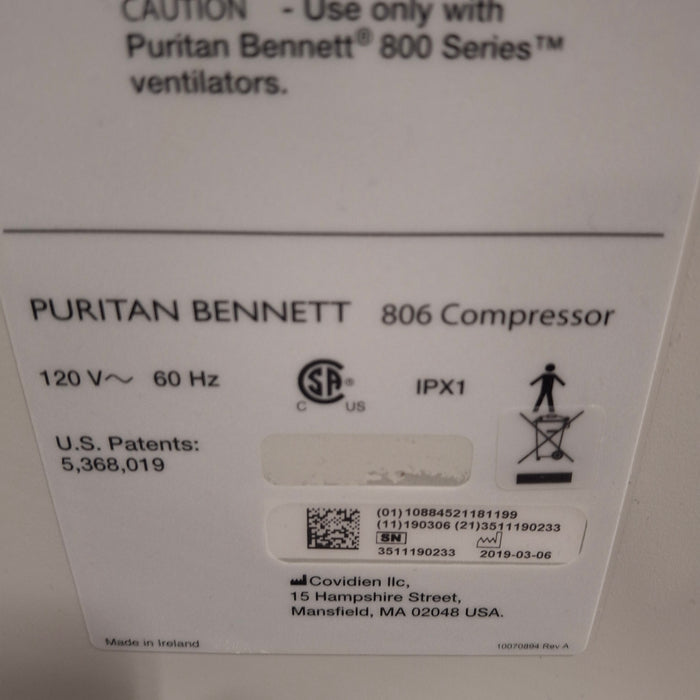 CAUTION - Use only with
Puritan Bennett® 800 Series™
ventilators.
PURITAN BENNETT 806 Compressor
120 V~ 60 Hz
C SA® US
IPX1
U.S. Patents:
5,368,019
(01)10884521181199
(11)190306 (21)3511190233
SN
3511190233 2019-03-06
Covidien llc,
15 Hampshire Street,
Mansfield, MA 02048 USA.
Made in Ireland
10070894 Rev A